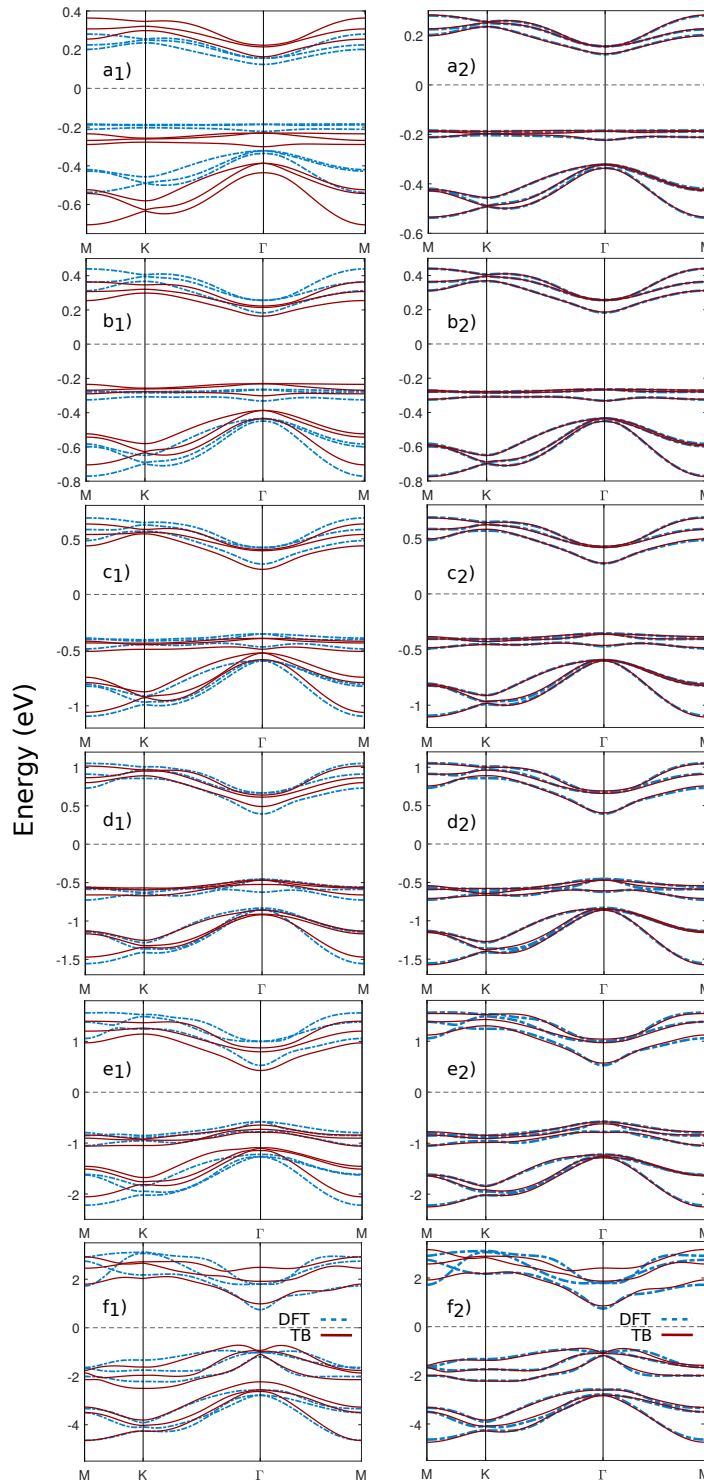 0.4
0.2
0
-0.2
-0.4
-0.6
a1)
M K Γ M
0.2
0
-0.2
-0.4
-0.6
a2)
M K Γ M
0.4
0.2
0
-0.2
-0.4
-0.6
-0.8
b1)
M K Γ M
0.4
0.2
0
-0.2
-0.4
-0.6
-0.8
b2)
M K Γ M
0.5
0
-0.5
-1
c1)
M K Γ M
0.5
0
-0.5
-1
c2)
M K Γ M
Energy (eV)
1
0.5
0
-0.5
-1
-1.5
d1)
M K Γ M
1
0.5
0
-0.5
-1
-1.5
d2)
M K Γ M
1
0
-1
-2
e1)
M K Γ M
1
0
-1
-2
e2)
M K Γ M
2
0
-2
-4
f1)
DFT
TB
M K Γ M
2
0
-2
-4
f2)
DFT
TB
M K Γ M